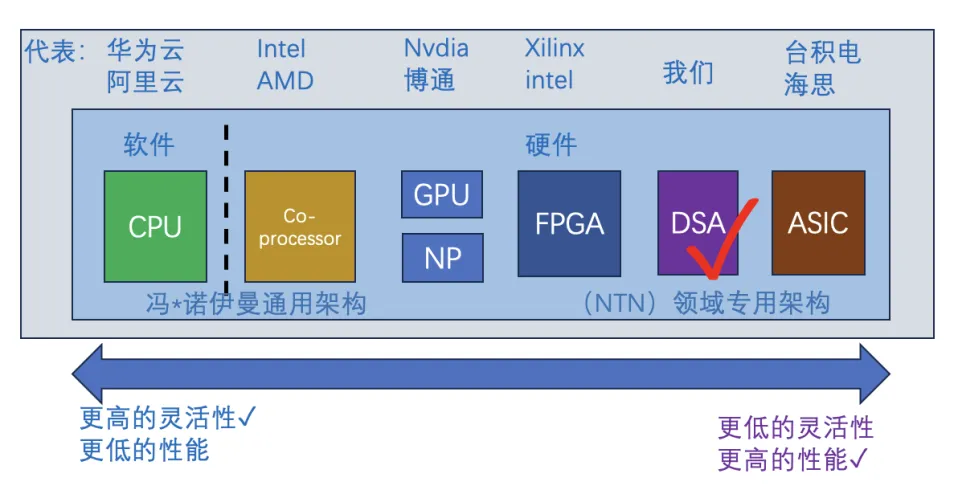 代表：
华为云
阿里云
Intel
AMD
Nvdia
博通
Xilinx
intel
我们
台积电
海思
软件
硬件
CPU
Co-
processor
GPU
NP
FPGA
DSA
ASIC
冯*诺伊曼通用架构
（NTN）领域专用架构
更高的灵活性✓
更低的性能
更低的灵活性
更高的性能✓